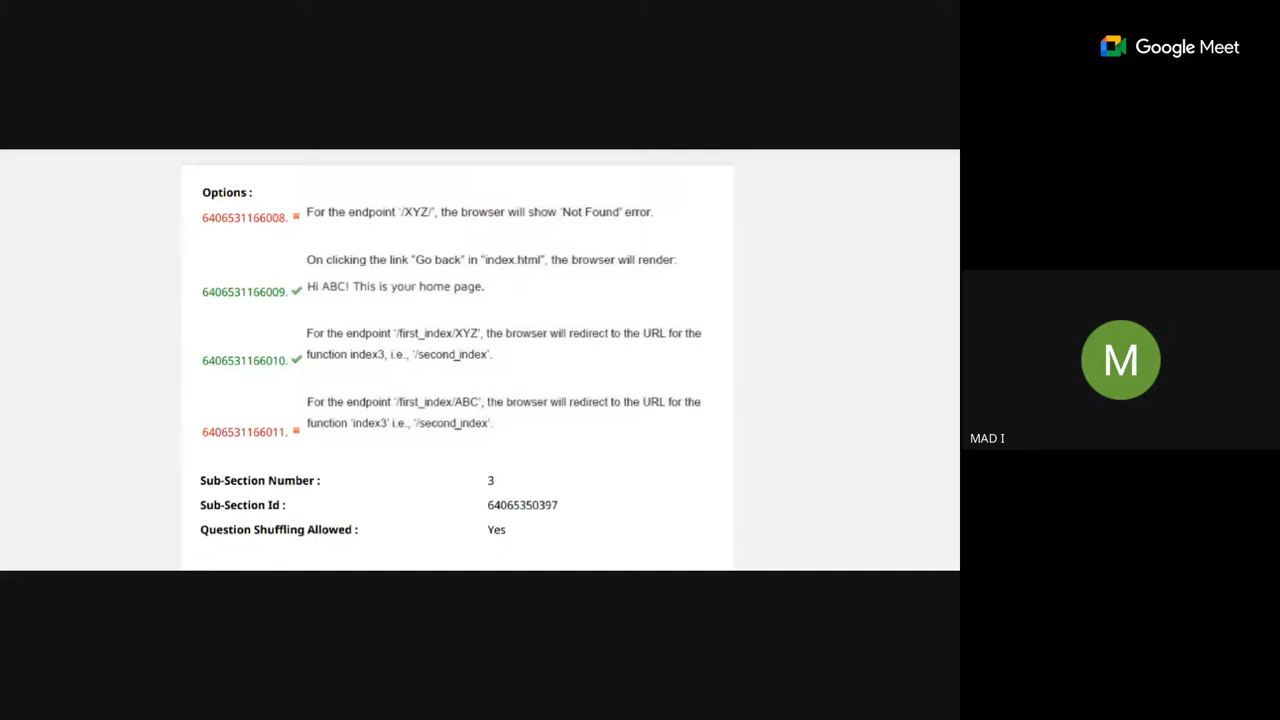 Google Meet
Options :
6406531166008. For the endpoint '/XYZ/', the browser will show 'Not Found' error.
On clicking the link "Go back" in "index.html", the browser will render:
6406531166009. Hi ABC! This is your home page.
For the endpoint '/first_index/XYZ', the browser will redirect to the URL for the
6406531166010. function index3, i.e., '/second_index'.
For the endpoint '/first_index/ABC', the browser will redirect to the URL for the
6406531166011. function 'index3' i.e., '/second_index'.
Sub-Section Number : 3
Sub-Section Id : 64065350397
Question Shuffling Allowed : Yes
M
MAD I